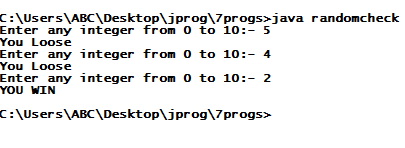 C:\Users\ABC\Desktop\jprog\7progs>java randomcheck
Enter any integer from 0 to 10:- 5
You Loose
Enter any integer from 0 to 10:- 4
You Loose
Enter any integer from 0 to 10:- 2
YOU WIN
C:\Users\ABC\Desktop\jprog\7progs>